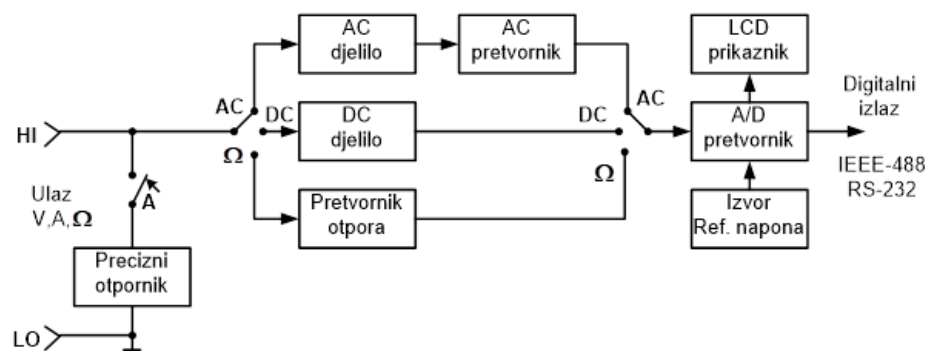 AC
djelilo
AC
pretvornik
LCD
prikaznik
Digitalni
izlaz
AC
DC
Ω
HI
DC
djelilo
DC
AC
Ω
A/D
pretvornik
IEEE-488
RS-232
Ulaz
V,A,Ω
A
Pretvornik
otpora
Izvor
Ref. napona
Precizni
otpornik
LO